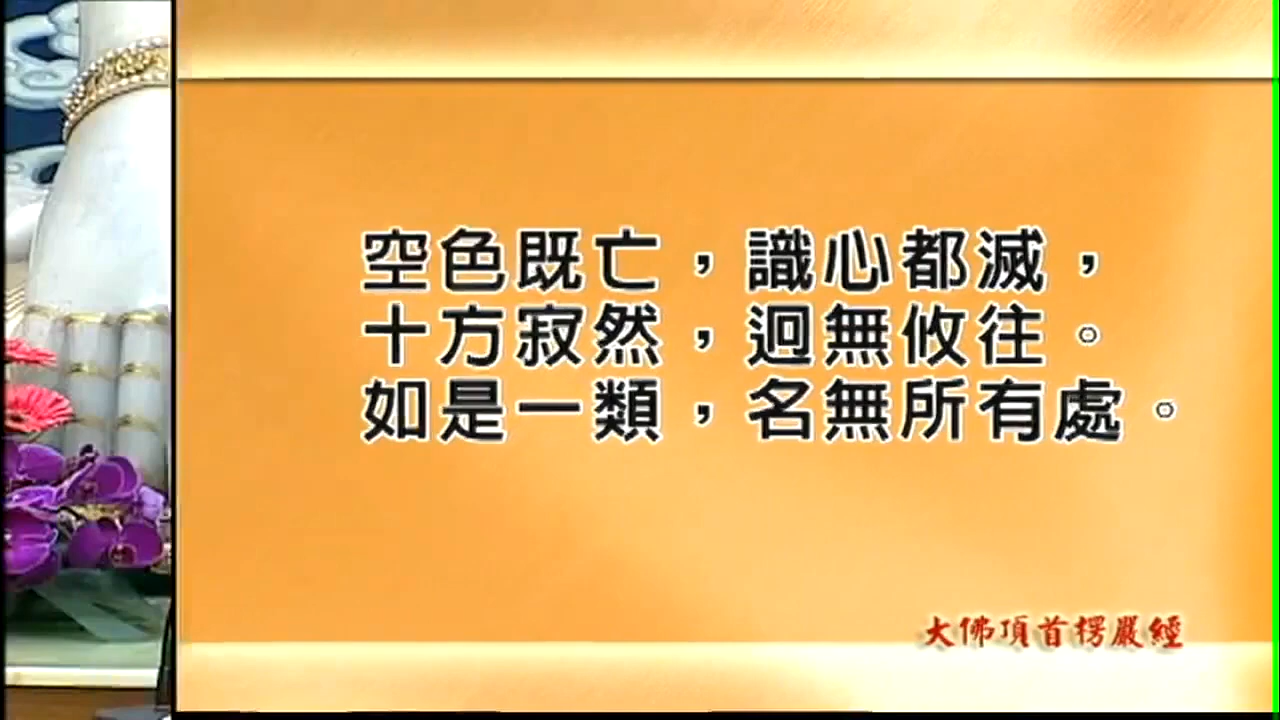 空色既亡，識心都滅，
十方寂然，迥無攸往。
如是一類，名無所有處。
大佛頂首楞嚴經